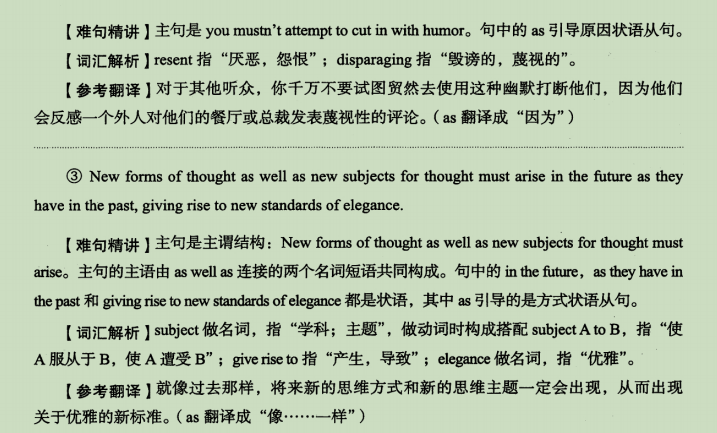 【难句精讲】主句是 you mustn't attempt to cut in with humor。句中的 as 引导原因状语从句。
【词汇解析】resent 指“厌恶，怨恨”；disparaging 指“毁谤的，蔑视的”。
【参考翻译】对于其他听众，你千万不要试图贸然去使用这种幽默打断他们，因为他们
会反感一个外人对他们的餐厅或总裁发表蔑视性的评论。（as 翻译成“因为”）
③ New forms of thought as well as new subjects for thought must arise in the future as they
have in the past, giving rise to new standards of elegance.
【难句精讲】主句是主谓结构：New forms of thought as well as new subjects for thought must
arise。主句的主语由 as well as 连接的两个名词短语共同构成。句中的 in the future，as they have in
the past 和 giving rise to new standards of elegance 都是状语，其中 as 引导的是方式状语从句。
【词汇解析】subject 做名词，指“学科；主题”，做动词时构成搭配 subject A to B，指“使
A 服从于 B，使 A 遭受 B”；give rise to 指“产生，导致”；elegance 做名词，指“优雅”。
【参考翻译】就像过去那样，将来新的思维方式和新的思维主题一定会出现，从而出现
关于优雅的新标准。（as 翻译成“像……一样”）